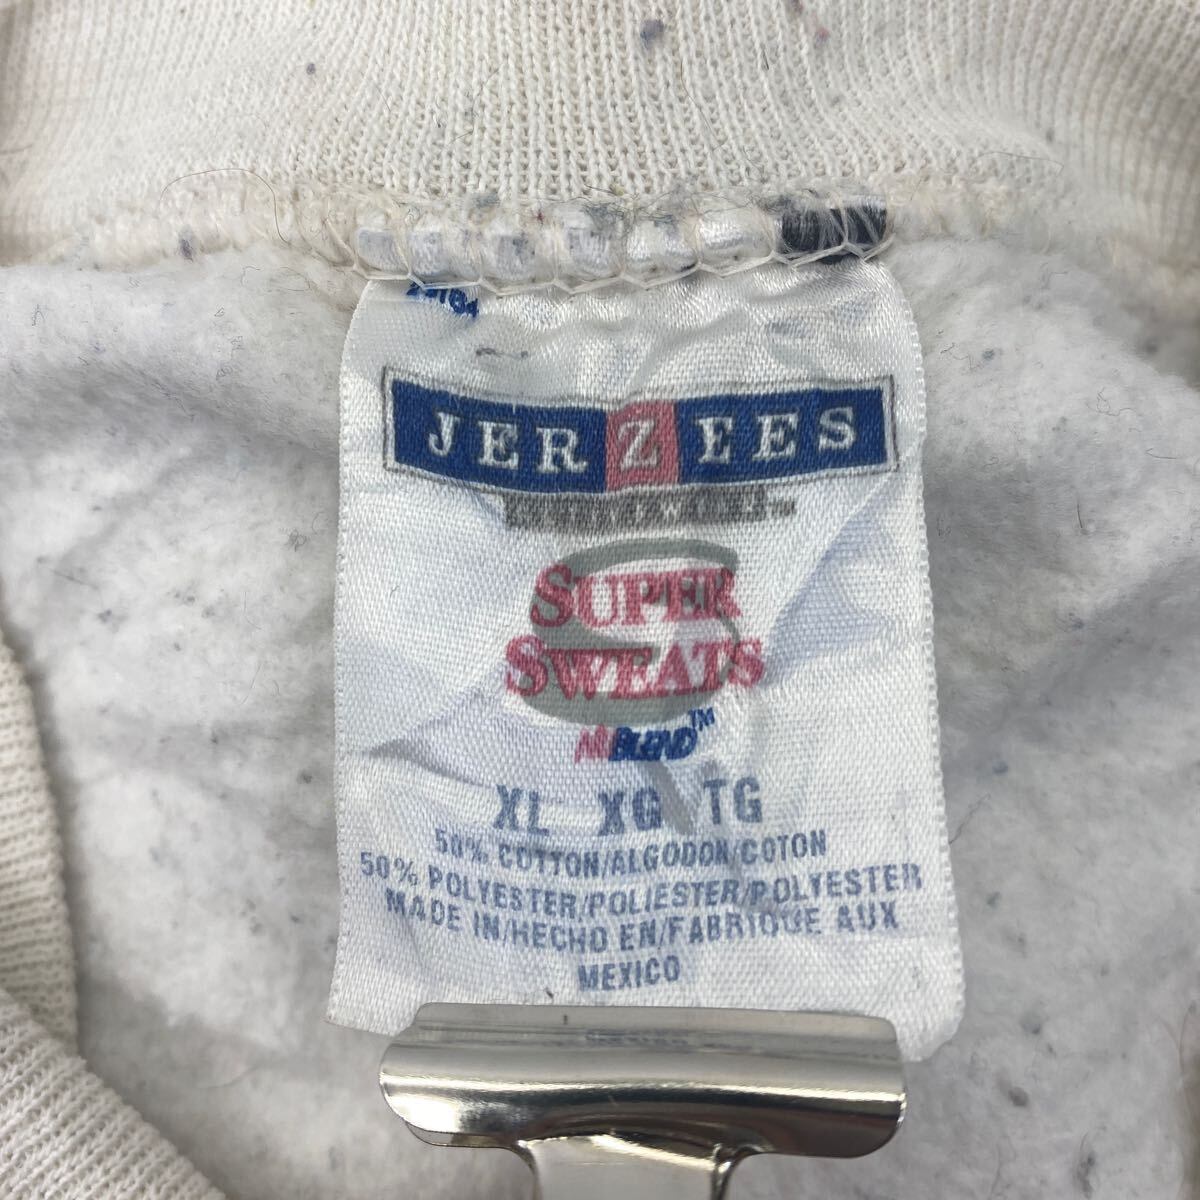 JERZEES
SUPER
SWEATS
NuBLEND™
XL XG TG
50% COTTON/ALGODON/COTON
50% POLYESTER/POLIESTER/POLYESTER
MADE IN/HECHO EN/FABRIQUE AUX
MEXICO